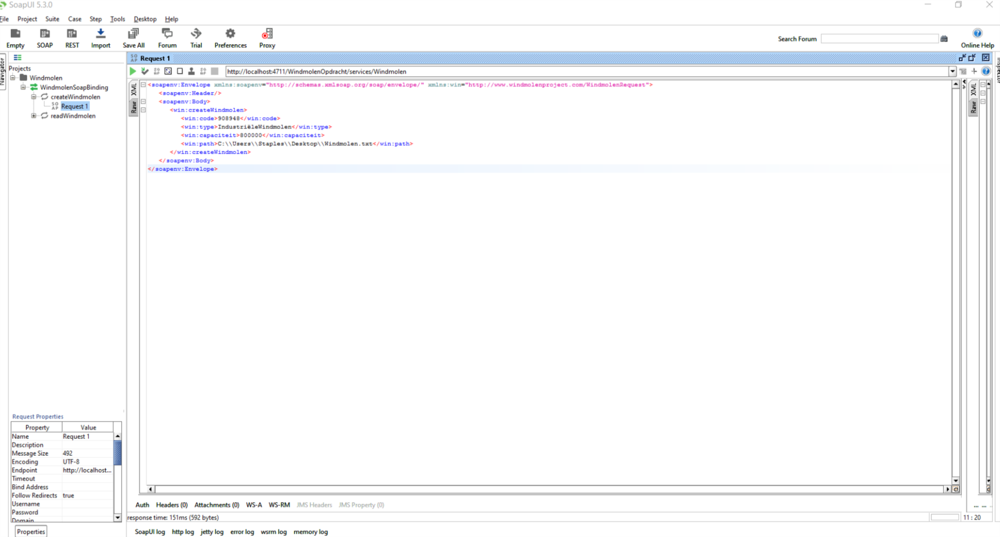 SoapUI 5.3.0
File Project Suite Case Step Tools Desktop Help
Empty SOAP REST Import Save All Forum Trial Preferences Proxy
Search Forum
Online Help
Navigator
Projects
Windmolen
WindmolenSoapBinding
createWindmolen
Request 1
readWindmolen
Request 1
http://localhost:4711/WindmolenOpdracht/services/Windmolen
XML
Raw
<soapenv:Envelope xmlns:soapenv="http://schemas.xmlsoap.org/soap/envelope/" xmlns:win="http://www.windmolenproject.com/WindmolenRequest">
<soapenv:Header/>
<soapenv:Body>
<win:createWindmolen>
<win:code>908948</win:code>
<win:type>IndustriëleWindmolen</win:type>
<win:capaciteit>800000</win:capaciteit>
<win:path>C:\\Users\\Staples\\Desktop\\Windmolen.txt</win:path>
</win:createWindmolen>
</soapenv:Body>
</soapenv:Envelope>
XML
Raw
Inspector
Request Properties
Property Value
Name Request 1
Description
Message Size 492
Encoding UTF-8
Endpoint http://localhost...
Timeout
Bind Address
Follow Redirects true
Username
Password
Domain
Properties
Auth Headers (0) Attachments (0) WS-A WS-RM JMS Headers JMS Property (0)
... ...
response time: 151ms (592 bytes)
11 : 20
SoapUI log http log jetty log error log wsrm log memory log